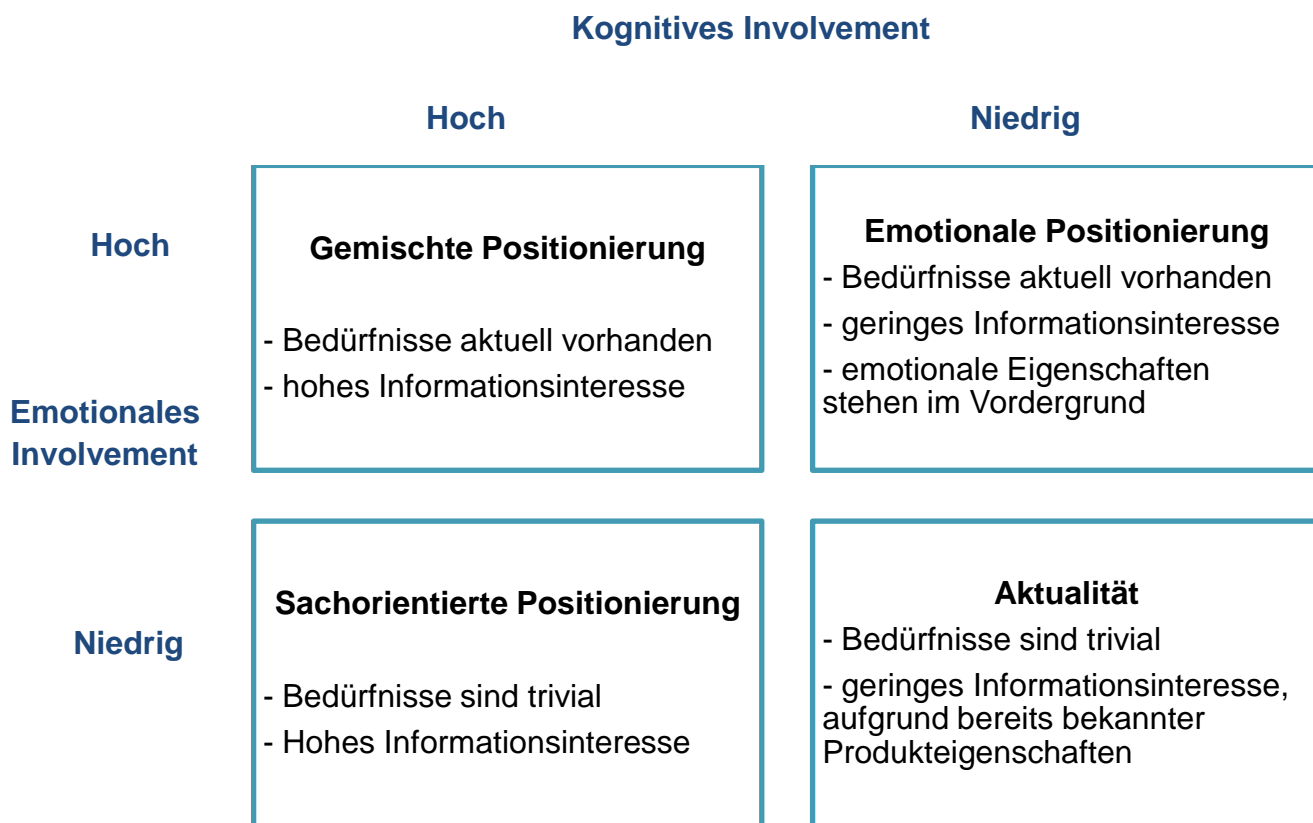 Kognitives Involvement
Hoch
Niedrig
Hoch
Gemischte Positionierung
- Bedürfnisse aktuell vorhanden
- hohes Informationsinteresse
Emotionale Positionierung
- Bedürfnisse aktuell vorhanden
- geringes Informationsinteresse
- emotionale Eigenschaften
stehen im Vordergrund
Emotionales
Involvement
Niedrig
Sachorientierte Positionierung
- Bedürfnisse sind trivial
- Hohes Informationsinteresse
Aktualität
- Bedürfnisse sind trivial
- geringes Informationsinteresse,
aufgrund bereits bekannter
Produkteigenschaften